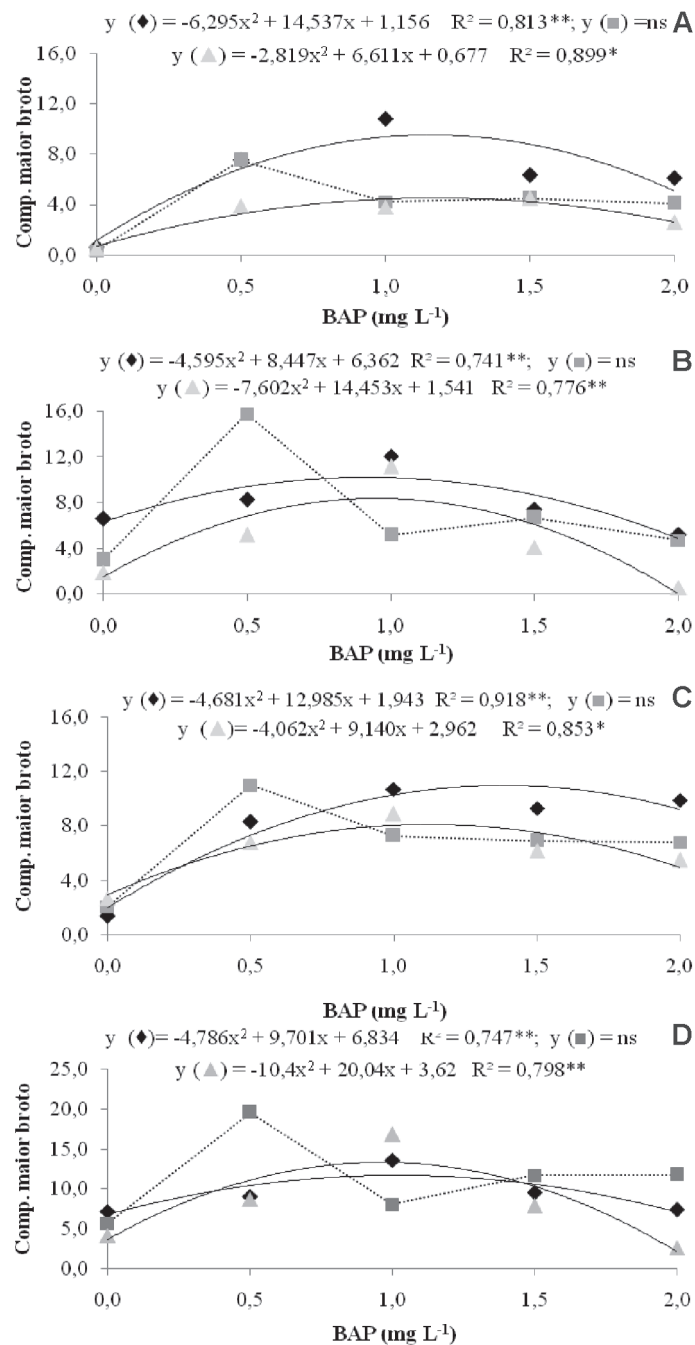 y (◆) = -6,295x² + 14,537x + 1,156 R² = 0,813**; y (■) = ns A
y (▲) = -2,819x² + 6,611x + 0,677 R² = 0,899*
Comp. maior broto
16,0
12,0
8,0
4,0
0,0
0,0 0,5 1,0 1,5 2,0
BAP (mg L⁻¹)
y (◆) = -4,595x² + 8,447x + 6,362 R² = 0,741**; y (■) = ns B
y (▲) = -7,602x² + 14,453x + 1,541 R² = 0,776**
Comp. maior broto
16,0
12,0
8,0
4,0
0,0
0,0 0,5 1,0 1,5 2,0
BAP (mg L⁻¹)
y (◆) = -4,681x² + 12,985x + 1,943 R² = 0,918**; y (■) = ns C
y (▲)= -4,062x² + 9,140x + 2,962 R² = 0,853*
Comp. maior broto
16,0
12,0
8,0
4,0
0,0
0,0 0,5 1,0 1,5 2,0
BAP (mg L⁻¹)
y (◆)= -4,786x² + 9,701x + 6,834 R² = 0,747**; y (■) = ns D
y (▲) = -10,4x² + 20,04x + 3,62 R² = 0,798**
Comp. maior broto
25,0
20,0
15,0
10,0
5,0
0,0
0,0 0,5 1,0 1,5 2,0
BAP (mg L⁻¹)